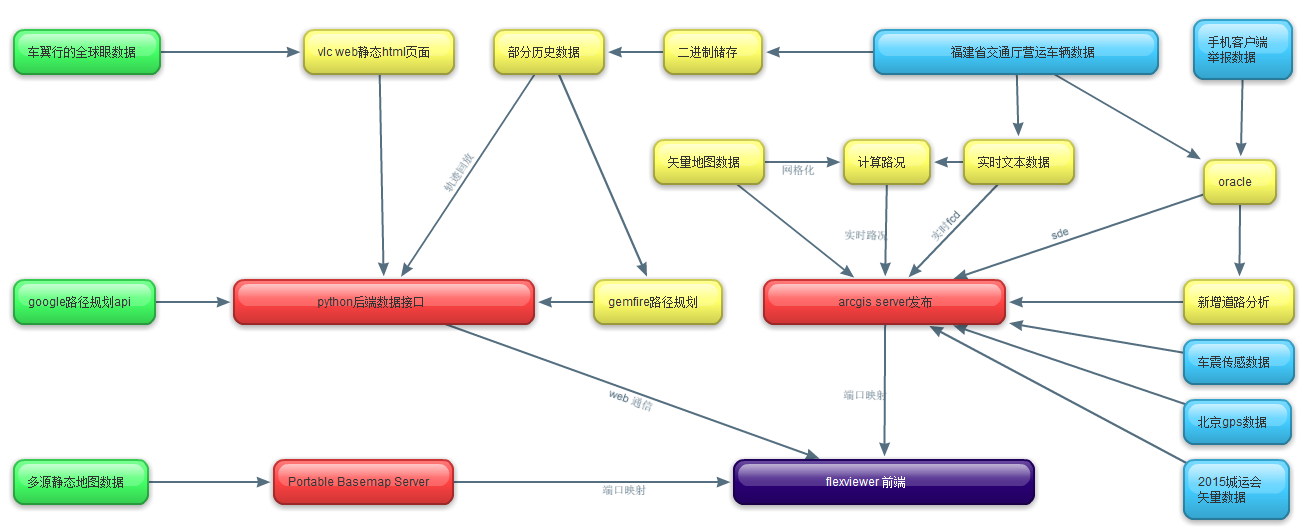 车翼行的全球眼数据
vlc web静态html页面
部分历史数据
二进制储存
福建省交通厅营运车辆数据
手机客户端
举报数据
矢量地图数据
网格化
计算路况
实时文本数据
oracle
轨迹回放
实时路况
实时fcd
sde
google路径规划api
python后端数据接口
gemfire路径规划
arcgis server发布
新增道路分析
车震传感数据
web 通信
端口映射
北京gps数据
多源静态地图数据
Portable Basemap Server
端口映射
flexviewer 前端
2015城运会
矢量数据